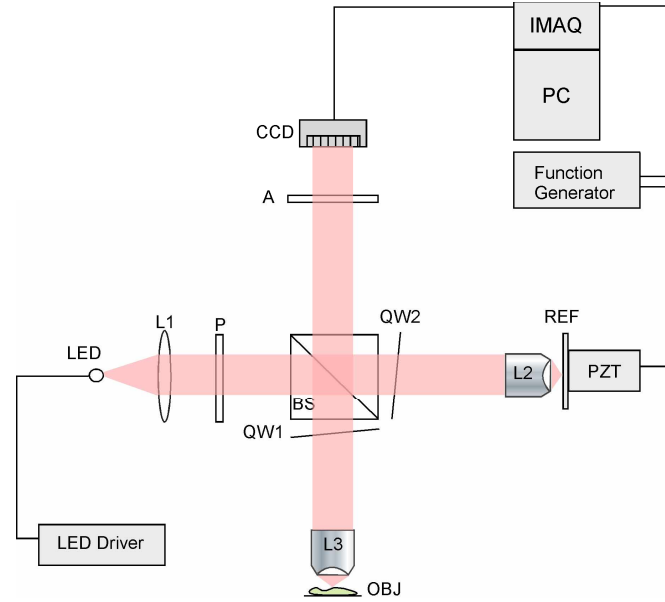 IMAQ
PC
CCD
Function
Generator
A
QW2
L1
P
REF
LED
L2
PZT
BS
QW1
LED Driver
L3
OBJ